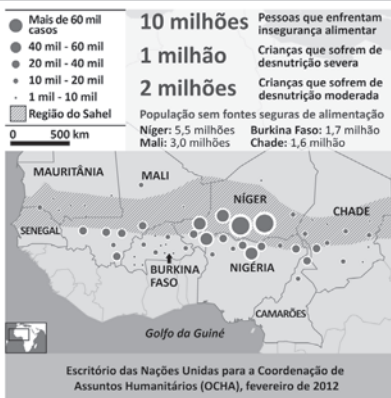 Mais de 60 mil
casos
40 mil - 60 mil
20 mil - 40 mil
10 mil - 20 mil
1 mil - 10 mil
Região do Sahel
0 500 km
10 milhões Pessoas que enfrentam
insegurança alimentar
1 milhão Crianças que sofrem de
desnutrição severa
2 milhões Crianças que sofrem de
desnutrição moderada
População sem fontes seguras de alimentação
Níger: 5,5 milhões Burkina Faso: 1,7 milhão
Mali: 3,0 milhões Chade: 1,6 milhão
MAURITÂNIA
MALI
NÍGER
CHADE
SENEGAL
BURKINA
FASO
NIGÉRIA
CAMARÕES
Golfo da Guiné
Escritório das Nações Unidas para a Coordenação de
Assuntos Humanitários (OCHA), fevereiro de 2012